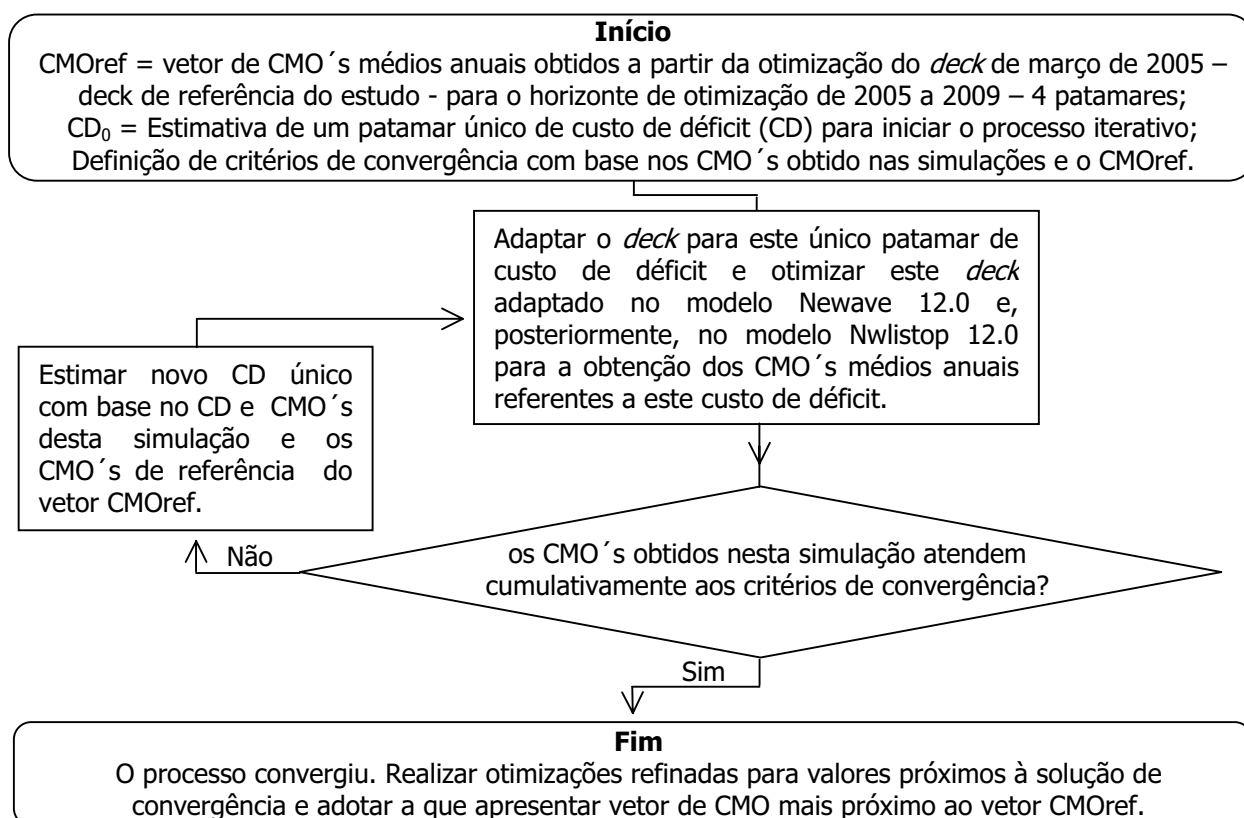 Início
CMOref = vetor de CMO´s médios anuais obtidos a partir da otimização do deck de março de 2005 –
deck de referência do estudo - para o horizonte de otimização de 2005 a 2009 – 4 patamares;
CD₀ = Estimativa de um patamar único de custo de déficit (CD) para iniciar o processo iterativo;
Definição de critérios de convergência com base nos CMO´s obtido nas simulações e o CMOref.
Adaptar o deck para este único patamar de
custo de déficit e otimizar este deck
adaptado no modelo Newave 12.0 e,
posteriormente, no modelo Nwlistop 12.0
para a obtenção dos CMO´s médios anuais
referentes a este custo de déficit.
Estimar novo CD único
com base no CD e CMO´s
desta simulação e os
CMO´s de referência do
vetor CMOref.
Não
os CMO´s obtidos nesta simulação atendem
cumulativamente aos critérios de convergência?
Sim
Fim
O processo convergiu. Realizar otimizações refinadas para valores próximos à solução de
convergência e adotar a que apresentar vetor de CMO mais próximo ao vetor CMOref.